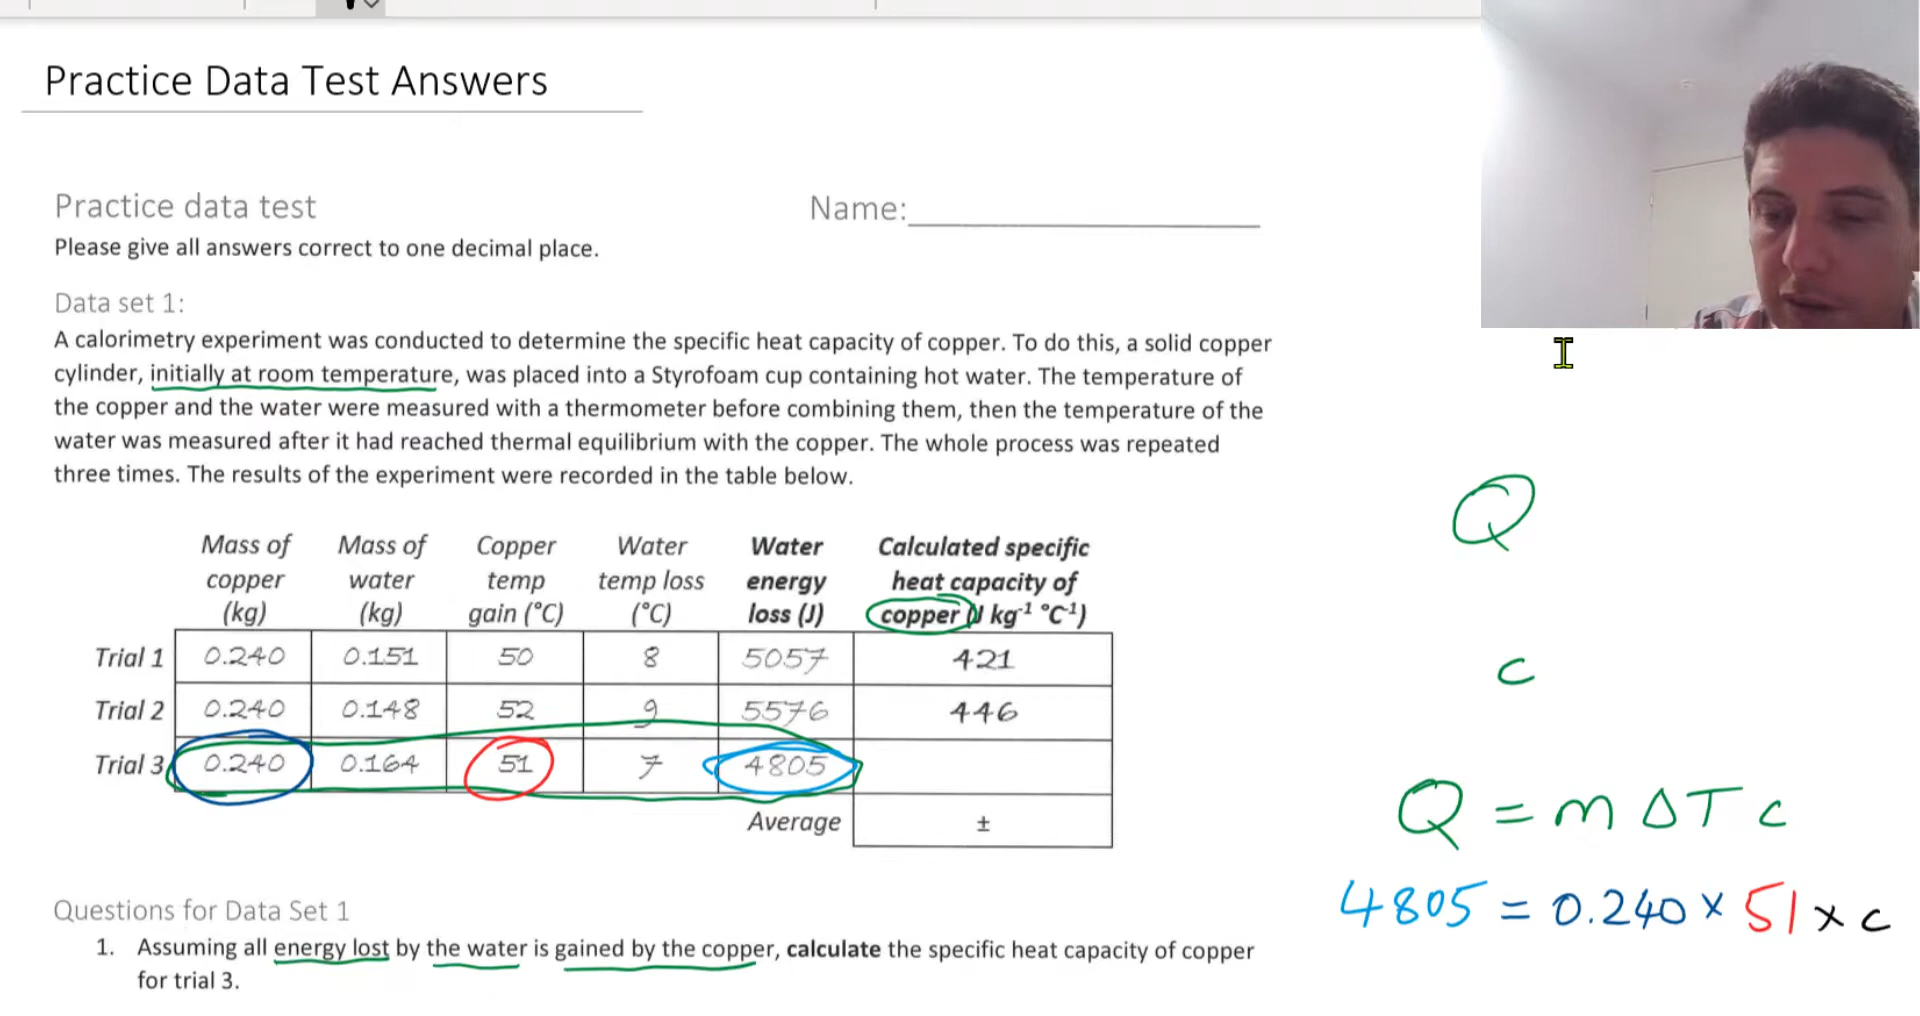 Practice Data Test Answers
Practice data test Name:
Please give all answers correct to one decimal place.
Data set 1:
A calorimetry experiment was conducted to determine the specific heat capacity of copper. To do this, a solid copper
cylinder, initially at room temperature, was placed into a Styrofoam cup containing hot water. The temperature of
the copper and the water were measured with a thermometer before combining them, then the temperature of the
water was measured after it had reached thermal equilibrium with the copper. The whole process was repeated
three times. The results of the experiment were recorded in the table below.
Mass of Mass of Copper Water Water Calculated specific
copper water temp temp loss energy heat capacity of
(kg) (kg) gain (°C) (°C) loss (J) copper (J kg⁻¹ °C⁻¹)
Trial 1 0.240 0.151 50 8 5057 421
Trial 2 0.240 0.148 52 9 5576 446
Trial 3 0.240 0.164 51 7 4805
Average ±
Questions for Data Set 1
1. Assuming all energy lost by the water is gained by the copper, calculate the specific heat capacity of copper
for trial 3.
Q
c
Q = m ΔT c
4805 = 0.240 × 51 × c